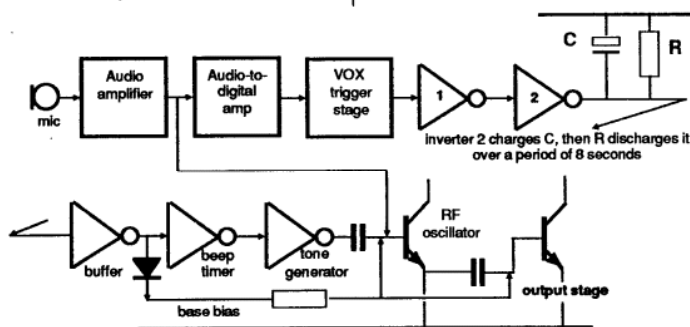 C
R
Audio
amplifier
Audio-to-
digital
amp
VOX
trigger
stage
1
2
mic
inverter 2 charges C, then R discharges it
over a period of 8 seconds
RF
oscillator
buffer
beep
timer
tone
generator
base bias
output stage